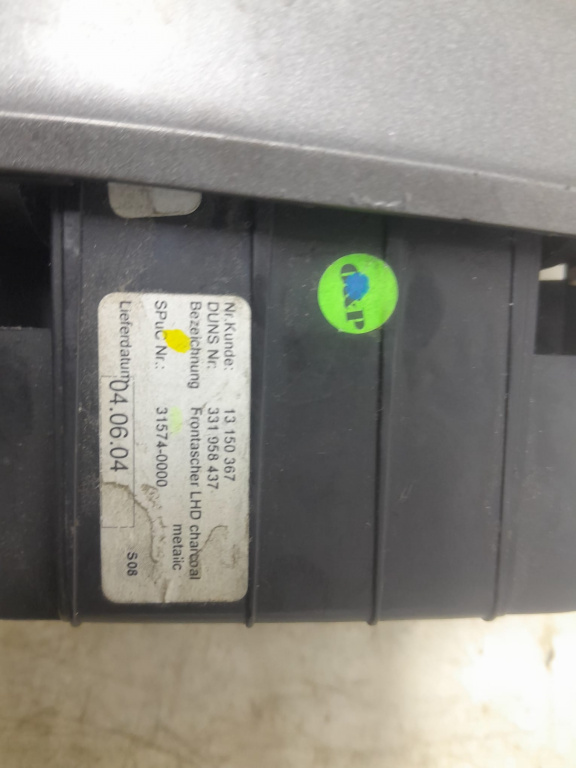 Nr.Kunde: 13 150 367
DUNS Nr: 331 958 437
Bezeichnung Frontascher LHD charcoal
metailc
SPuC Nr.: 31574-0000
Lieferdatum 04.06.04 S08